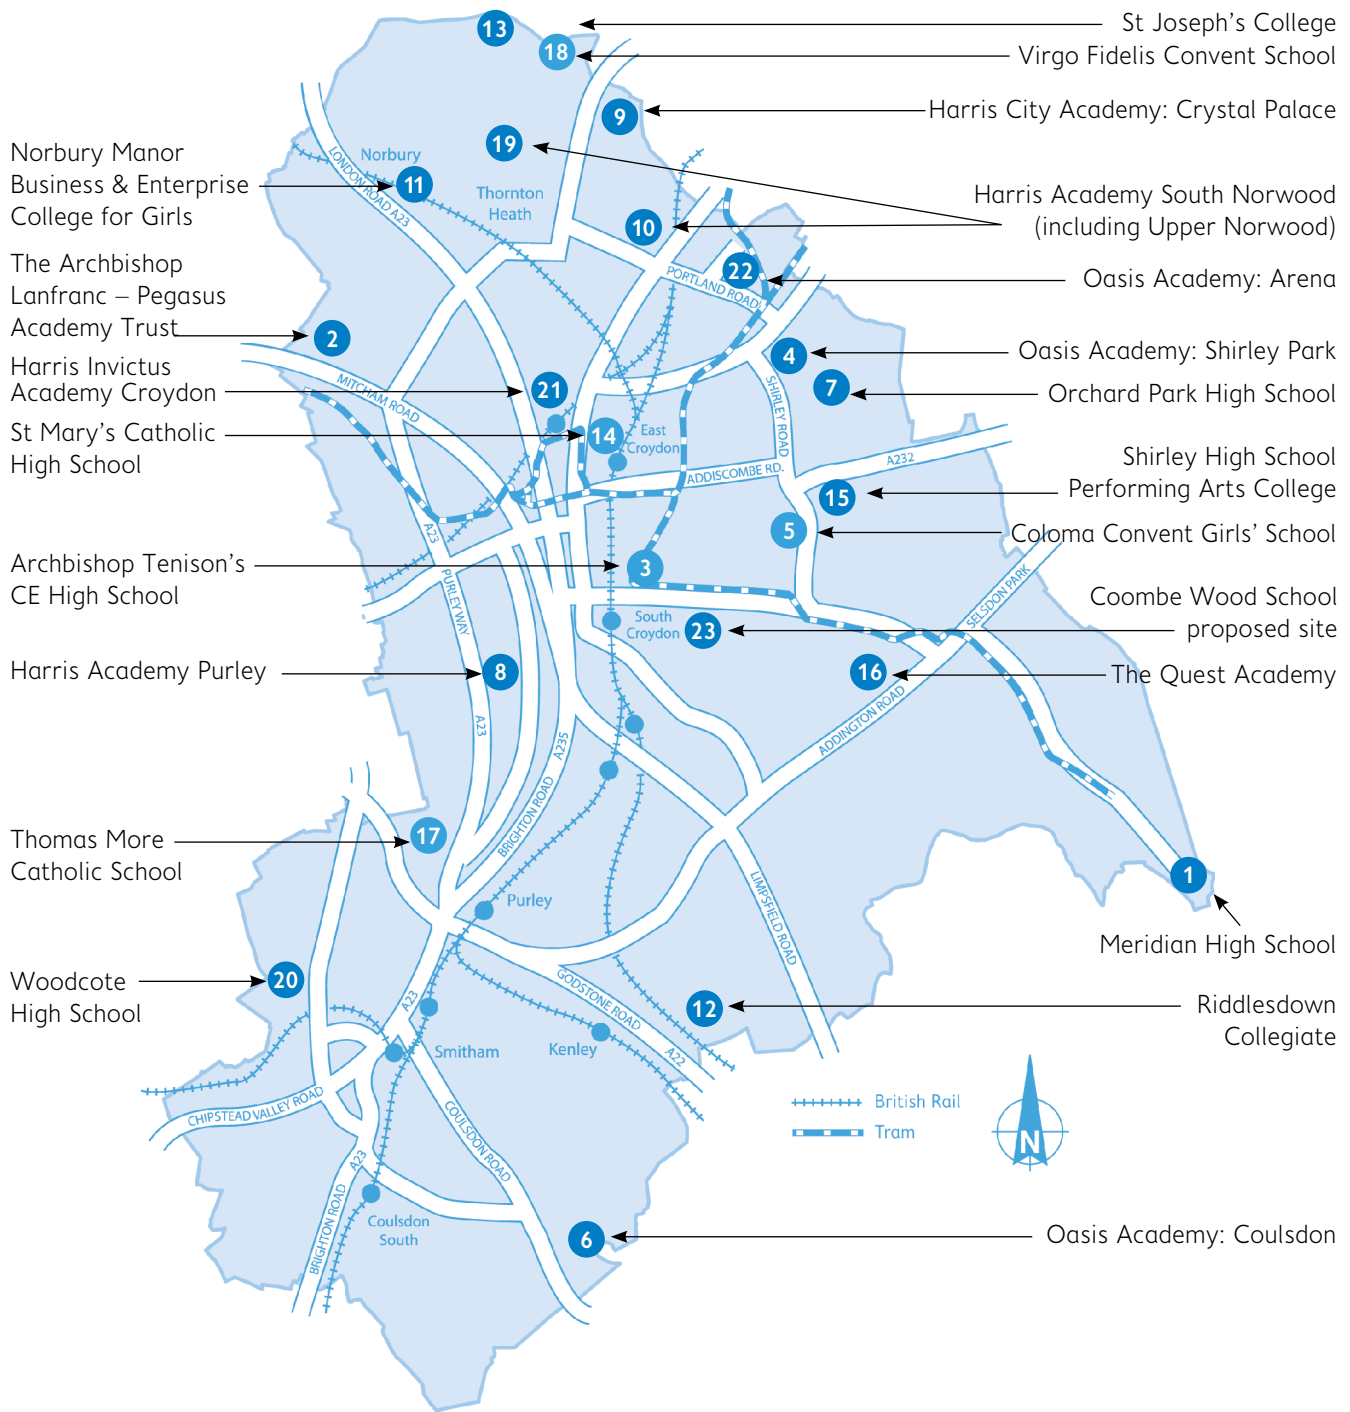 St Joseph's College
Virgo Fidelis Convent School
Harris City Academy: Crystal Palace
Harris Academy South Norwood
(including Upper Norwood)
Oasis Academy: Arena
Oasis Academy: Shirley Park
Orchard Park High School
Shirley High School
Performing Arts College
Coloma Convent Girls' School
Coombe Wood School
proposed site
The Quest Academy
Meridian High School
Riddlesdown
Collegiate
Oasis Academy: Coulsdon
Norbury Manor
Business & Enterprise
College for Girls
The Archbishop
Lanfranc – Pegasus
Academy Trust
Harris Invictus
Academy Croydon
St Mary's Catholic
High School
Archbishop Tenison's
CE High School
Harris Academy Purley
Thomas More
Catholic School
Woodcote
High School
13
18
9
19
11
10
22
2
4
7
21
14
15
5
3
23
16
8
17
1
20
12
6
Norbury
Thornton
Heath
LONDON ROAD A23
PORTLAND ROAD
MITCHAM ROAD
SHIRLEY ROAD
East
Croydon
ADDISCOMBE RD.
A232
A23
PURLEY WAY
SELSDON PARK
South
Croydon
ADDINGTON ROAD
A23
A235
BRIGHTON ROAD
LIMPSFIELD ROAD
Purley
GODSTONE ROAD
A22
A23
Smitham
Kenley
CHIPSTEAD VALLEY ROAD
COULSDON ROAD
A23
BRIGHTON ROAD
Coulsdon
South
British Rail
Tram
N